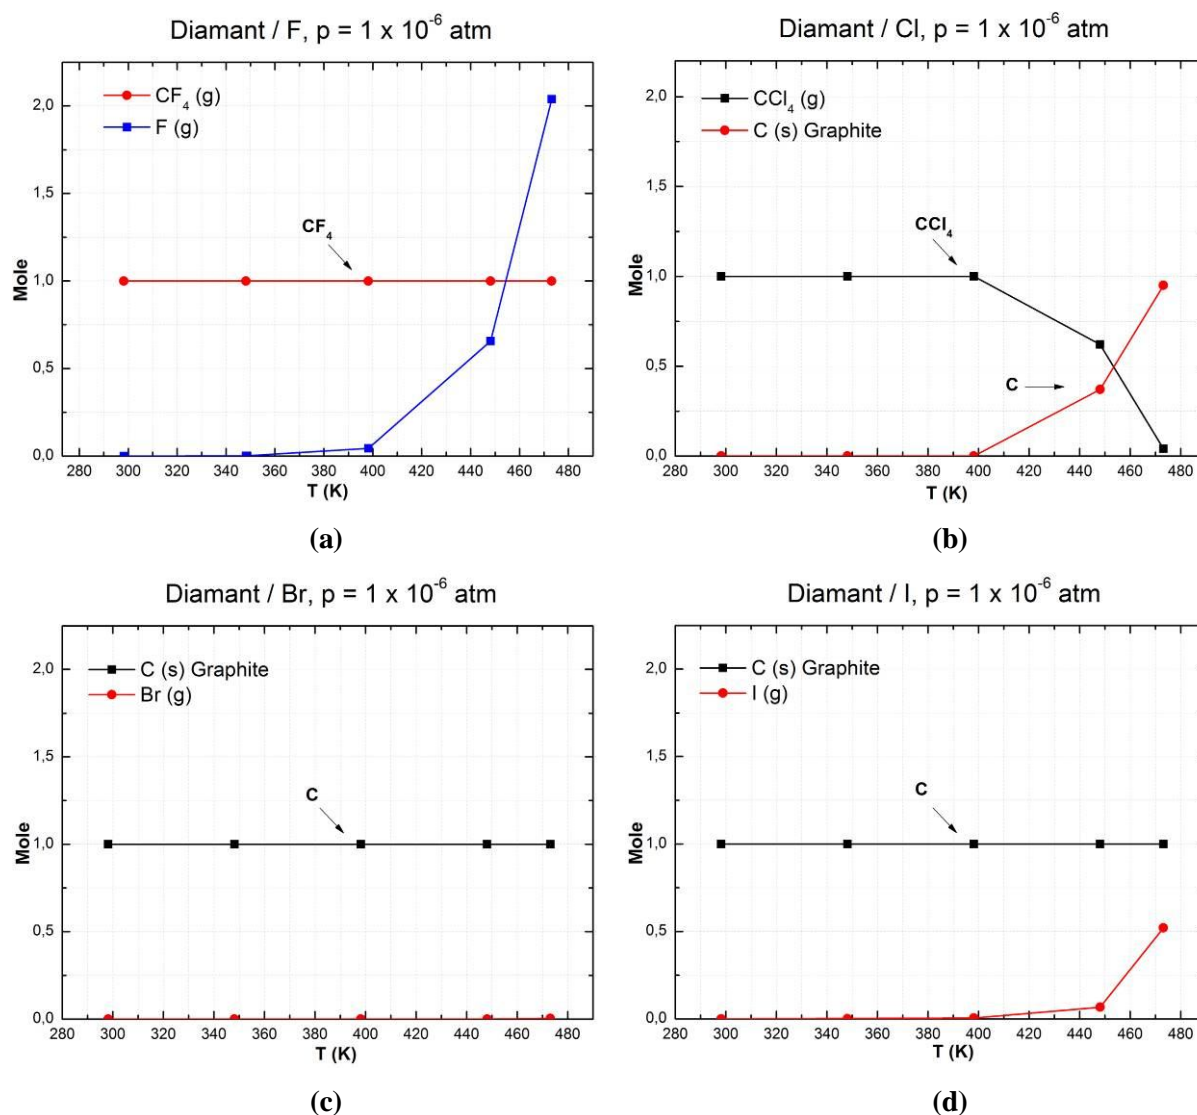 Diamant / F, p = 1 x 10⁻⁶ atm
CF₄ (g)
F (g)
CF₄
Mole
2,0
1,5
1,0
0,5
0,0
280 300 320 340 360 380 400 420 440 460 480
T (K)
(a)
Diamant / Cl, p = 1 x 10⁻⁶ atm
CCl₄ (g)
C (s) Graphite
CCl₄
C
Mole
2,0
1,5
1,0
0,5
0,0
280 300 320 340 360 380 400 420 440 460 480
T (K)
(b)
Diamant / Br, p = 1 x 10⁻⁶ atm
C (s) Graphite
Br (g)
C
Mole
2,0
1,5
1,0
0,5
0,0
280 300 320 340 360 380 400 420 440 460 480
T (K)
(c)
Diamant / I, p = 1 x 10⁻⁶ atm
C (s) Graphite
I (g)
C
Mole
2,0
1,5
1,0
0,5
0,0
280 300 320 340 360 380 400 420 440 460 480
T (K)
(d)